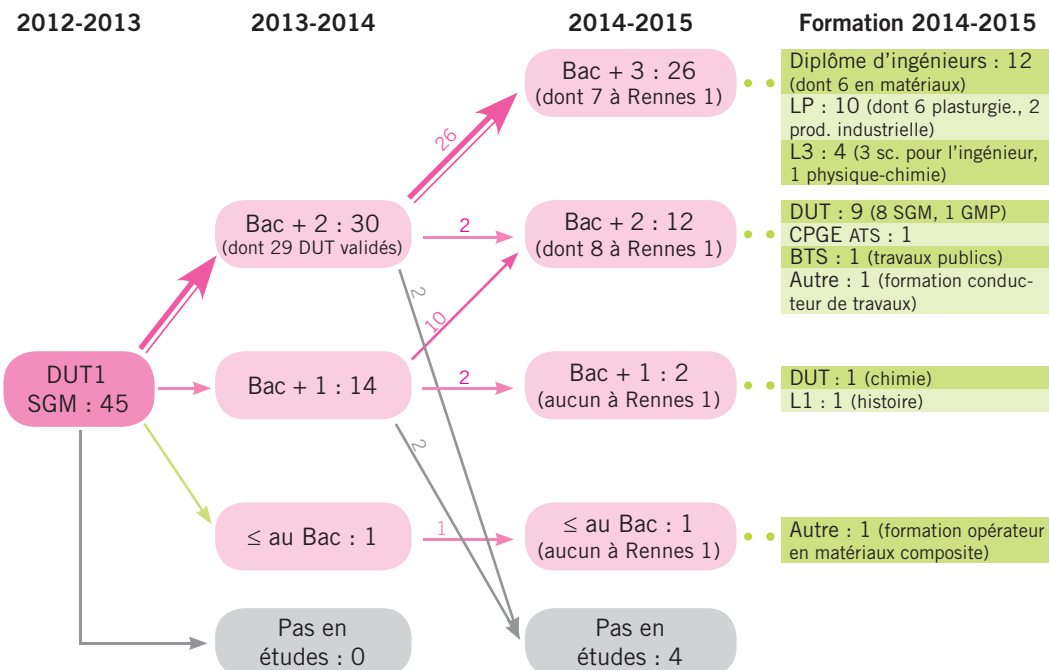 2012-2013
2013-2014
2014-2015
Formation 2014-2015
Bac + 3 : 26
(dont 7 à Rennes 1)
Diplôme d'ingénieurs : 12
(dont 6 en matériaux)
LP : 10 (dont 6 plasturgie., 2
prod. industrielle)
L3 : 4 (3 sc. pour l'ingénieur,
1 physique-chimie)
26
Bac + 2 : 30
(dont 29 DUT validés)
2
Bac + 2 : 12
(dont 8 à Rennes 1)
DUT : 9 (8 SGM, 1 GMP)
CPGE ATS : 1
BTS : 1 (travaux publics)
Autre : 1 (formation conduc-
teur de travaux)
2
10
DUT1
SGM : 45
Bac + 1 : 14
2
Bac + 1 : 2
(aucun à Rennes 1)
DUT : 1 (chimie)
L1 : 1 (histoire)
2
≤ au Bac : 1
1
≤ au Bac : 1
(aucun à Rennes 1)
Autre : 1 (formation opérateur
en matériaux composite)
Pas en
études : 0
Pas en
études : 4